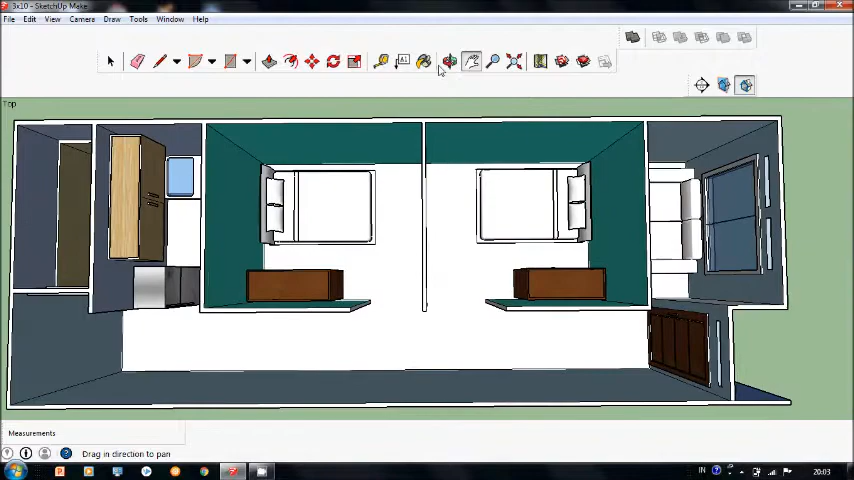 3x10 - SketchUp Make
File Edit View Camera Draw Tools Window Help
A1
Top
Measurements
Drag in direction to pan
IN
20:03